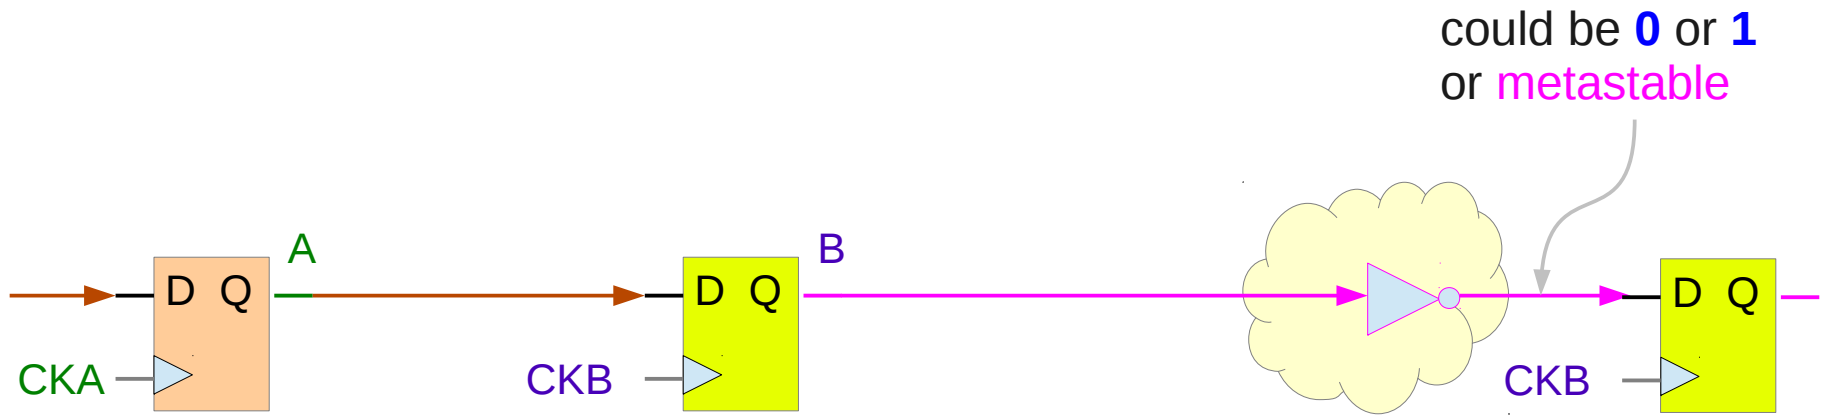 could be 0 or 1
or metastable
A
B
D Q
D Q
D Q
CKA
CKB
CKB